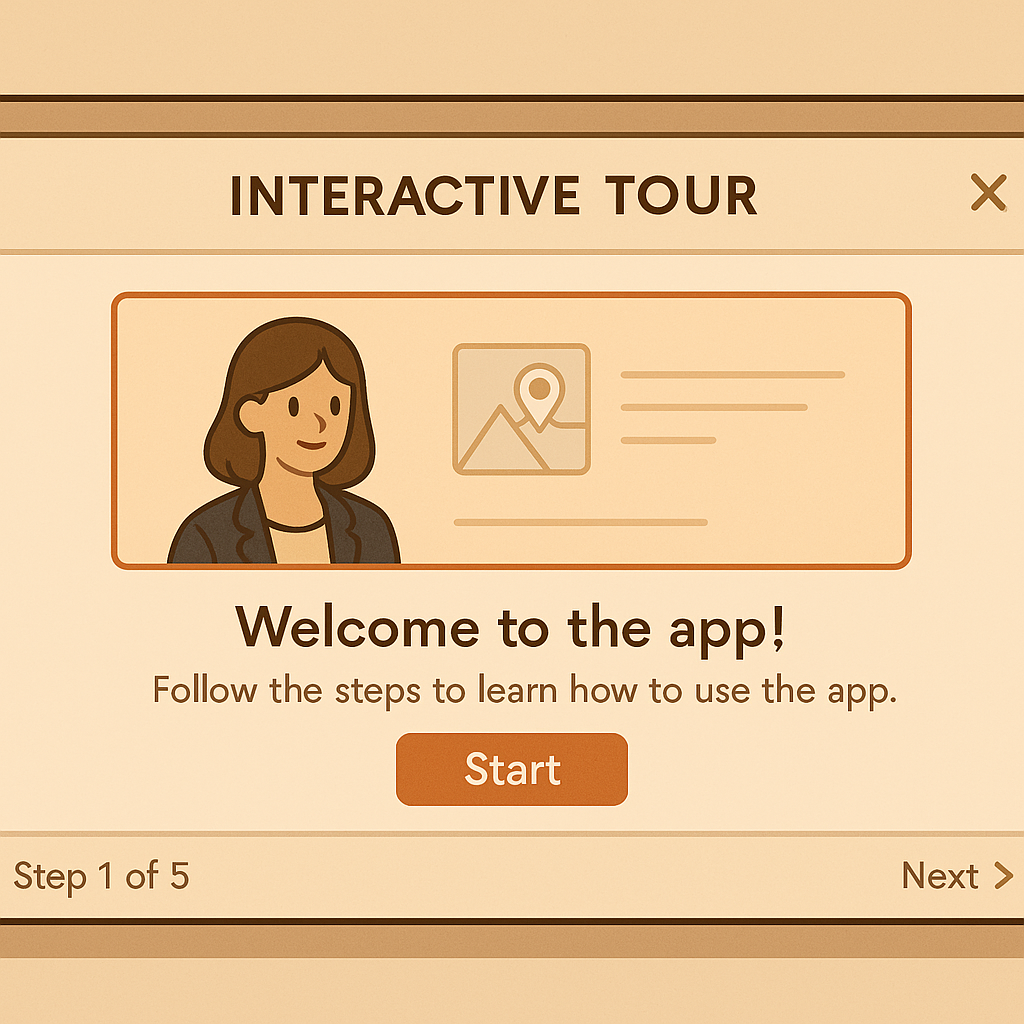 INTERACTIVE TOUR
Welcome to the app!
Follow the steps to learn how to use the app.
Start
Step 1 of 5
Next